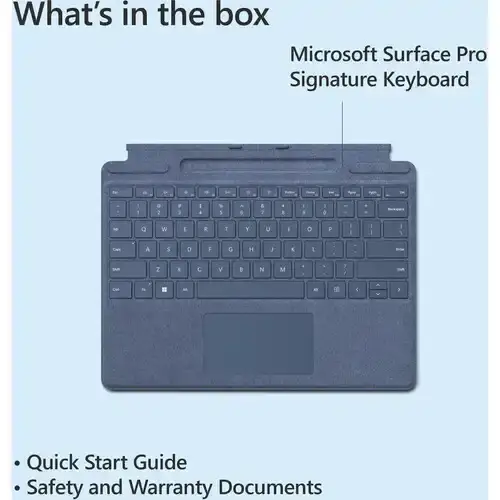 What's in the box
Microsoft Surface Pro
Signature Keyboard
Q W E R T Y U I O P
A S D F G H J K L
Z X C V B N M
• Quick Start Guide
• Safety and Warranty Documents